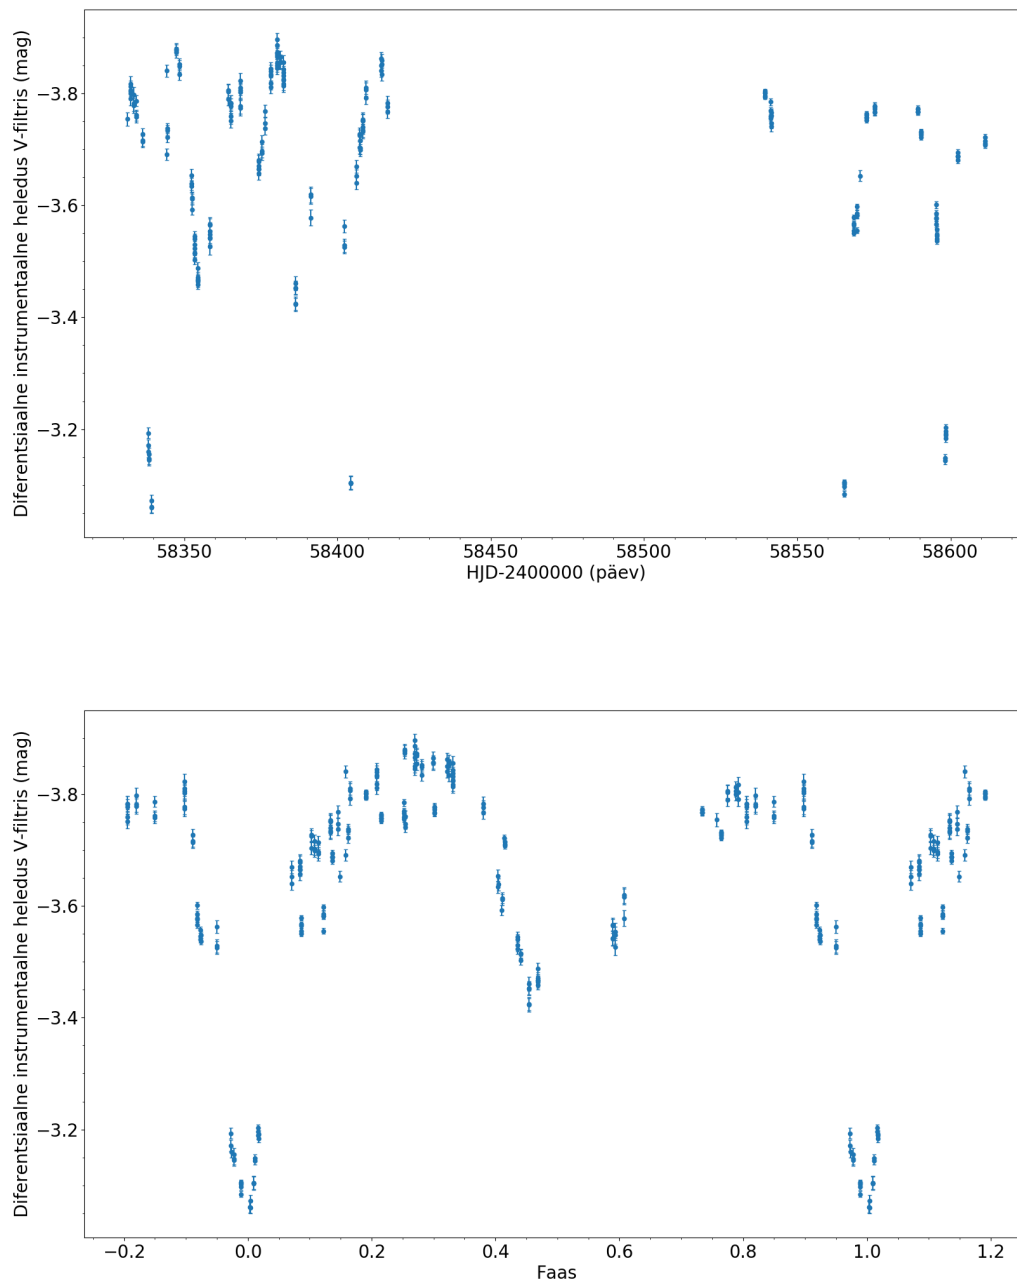 Diferentsiaalne instrumentaalne heledus V-filtris (mag)
−3.8
−3.6
−3.4
−3.2
58350 58400 58450 58500 58550 58600
HJD-2400000 (päev)
Diferentsiaalne instrumentaalne heledus V-filtris (mag)
−3.8
−3.6
−3.4
−3.2
−0.2 0.0 0.2 0.4 0.6 0.8 1.0 1.2
Faas